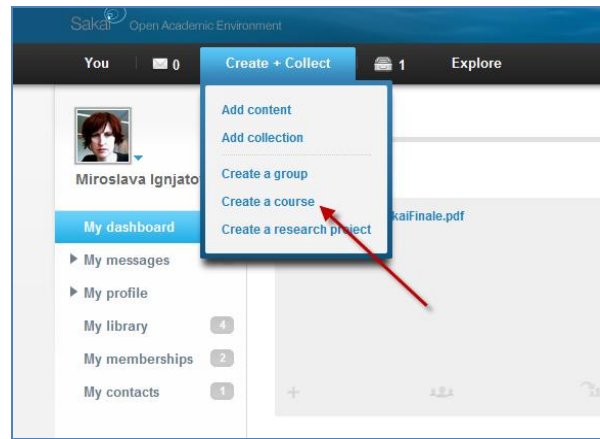 Sakai Open Academic Environment
You 0 Create + Collect 1 Explore
Add content
Add collection
Create a group
Create a course
Create a research project
Miroslava Ignjato
kaiFinale.pdf
My dashboard
My messages
My profile
My library 4
My memberships 2
My contacts 1